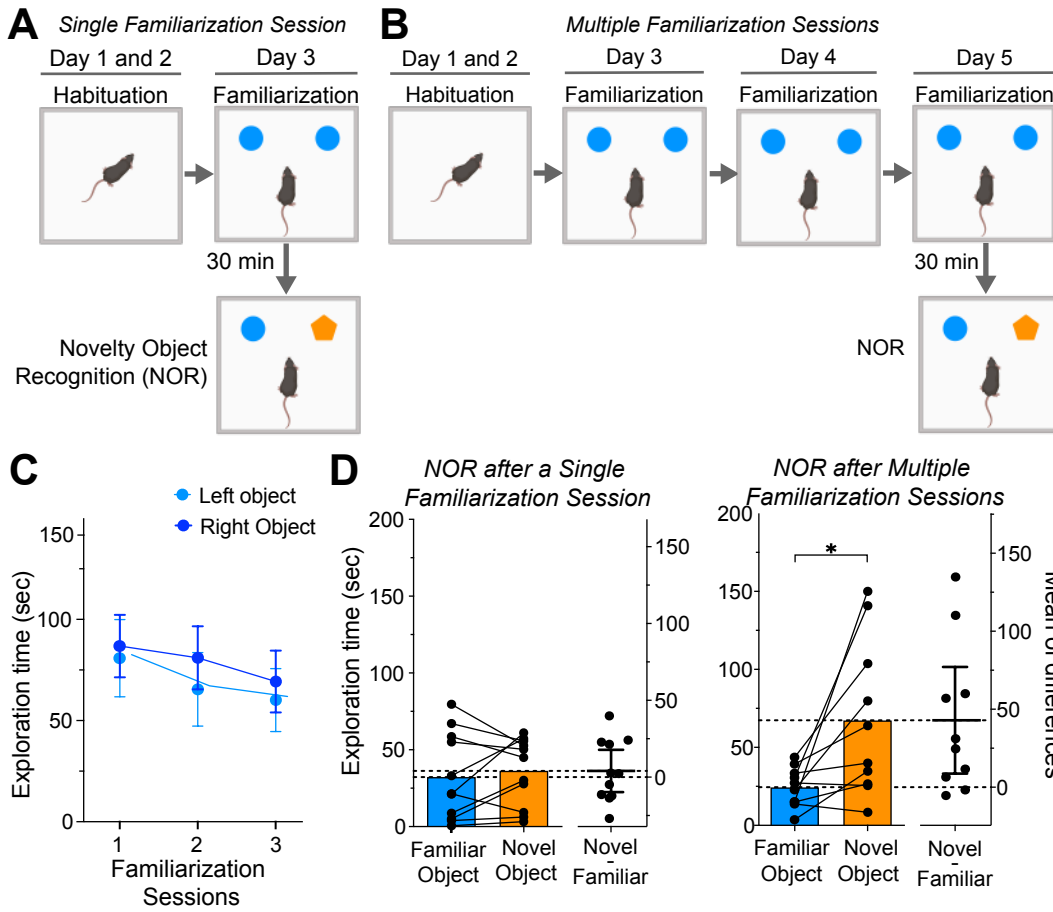 A
Single Familiarization Session
Day 1 and 2
Day 3
Habituation
Familiarization
30 min
Novelty Object
Recognition (NOR)
B
Multiple Familiarization Sessions
Day 1 and 2
Day 3
Day 4
Day 5
Habituation
Familiarization
Familiarization
Familiarization
30 min
NOR
C
Left object
Right Object
Exploration time (sec)
150
100
50
0
1
2
3
Familiarization
Sessions
D
NOR after a Single
Familiarization Session
Exploration time (sec)
200
150
100
50
0
150
100
50
0
Familiar
Object
Novel
Object
Novel
-
Familiar
NOR after Multiple
Familiarization Sessions
200
150
100
50
0
*
150
100
50
0
Mean of differences
Familiar
Object
Novel
Object
Novel
-
Familiar